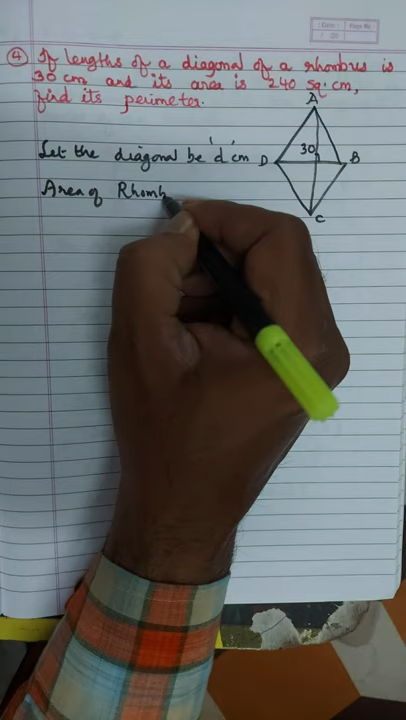 ④ If lengths of a diagonal of a rhombus is
30 cm and its area is 240 sq. cm,
find its perimeter.
A
Let the diagonal be 'd' cm
D
30
B
Area of Rhomb
C